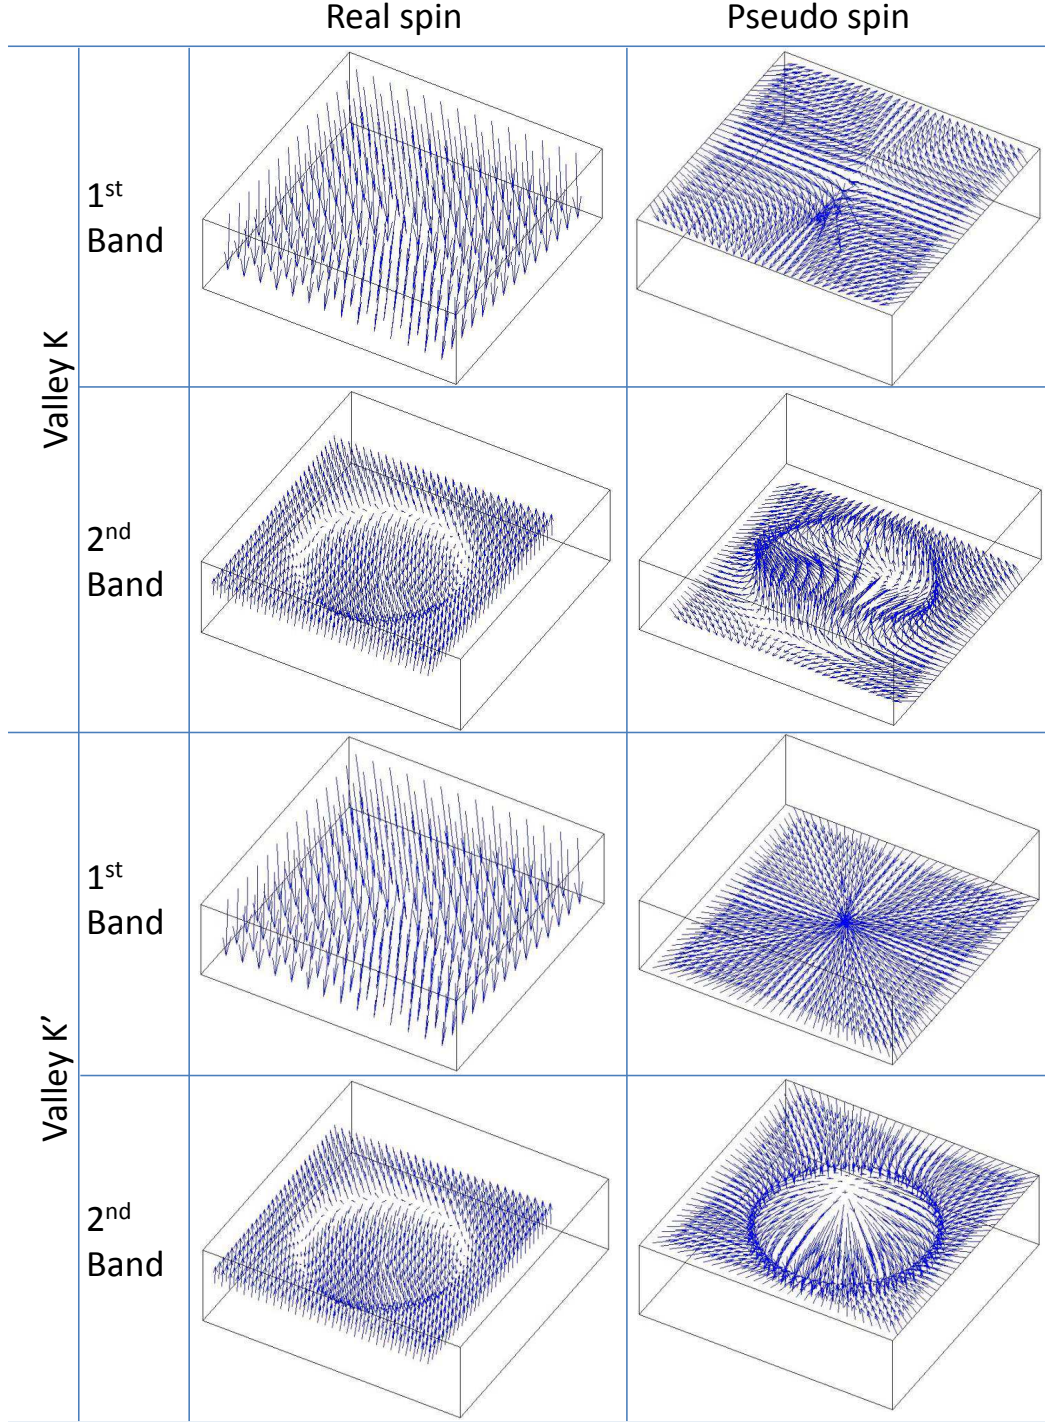 Real spin Pseudo spin
Valley K
1st
Band
2nd
Band
Valley K’
1st
Band
2nd
Band